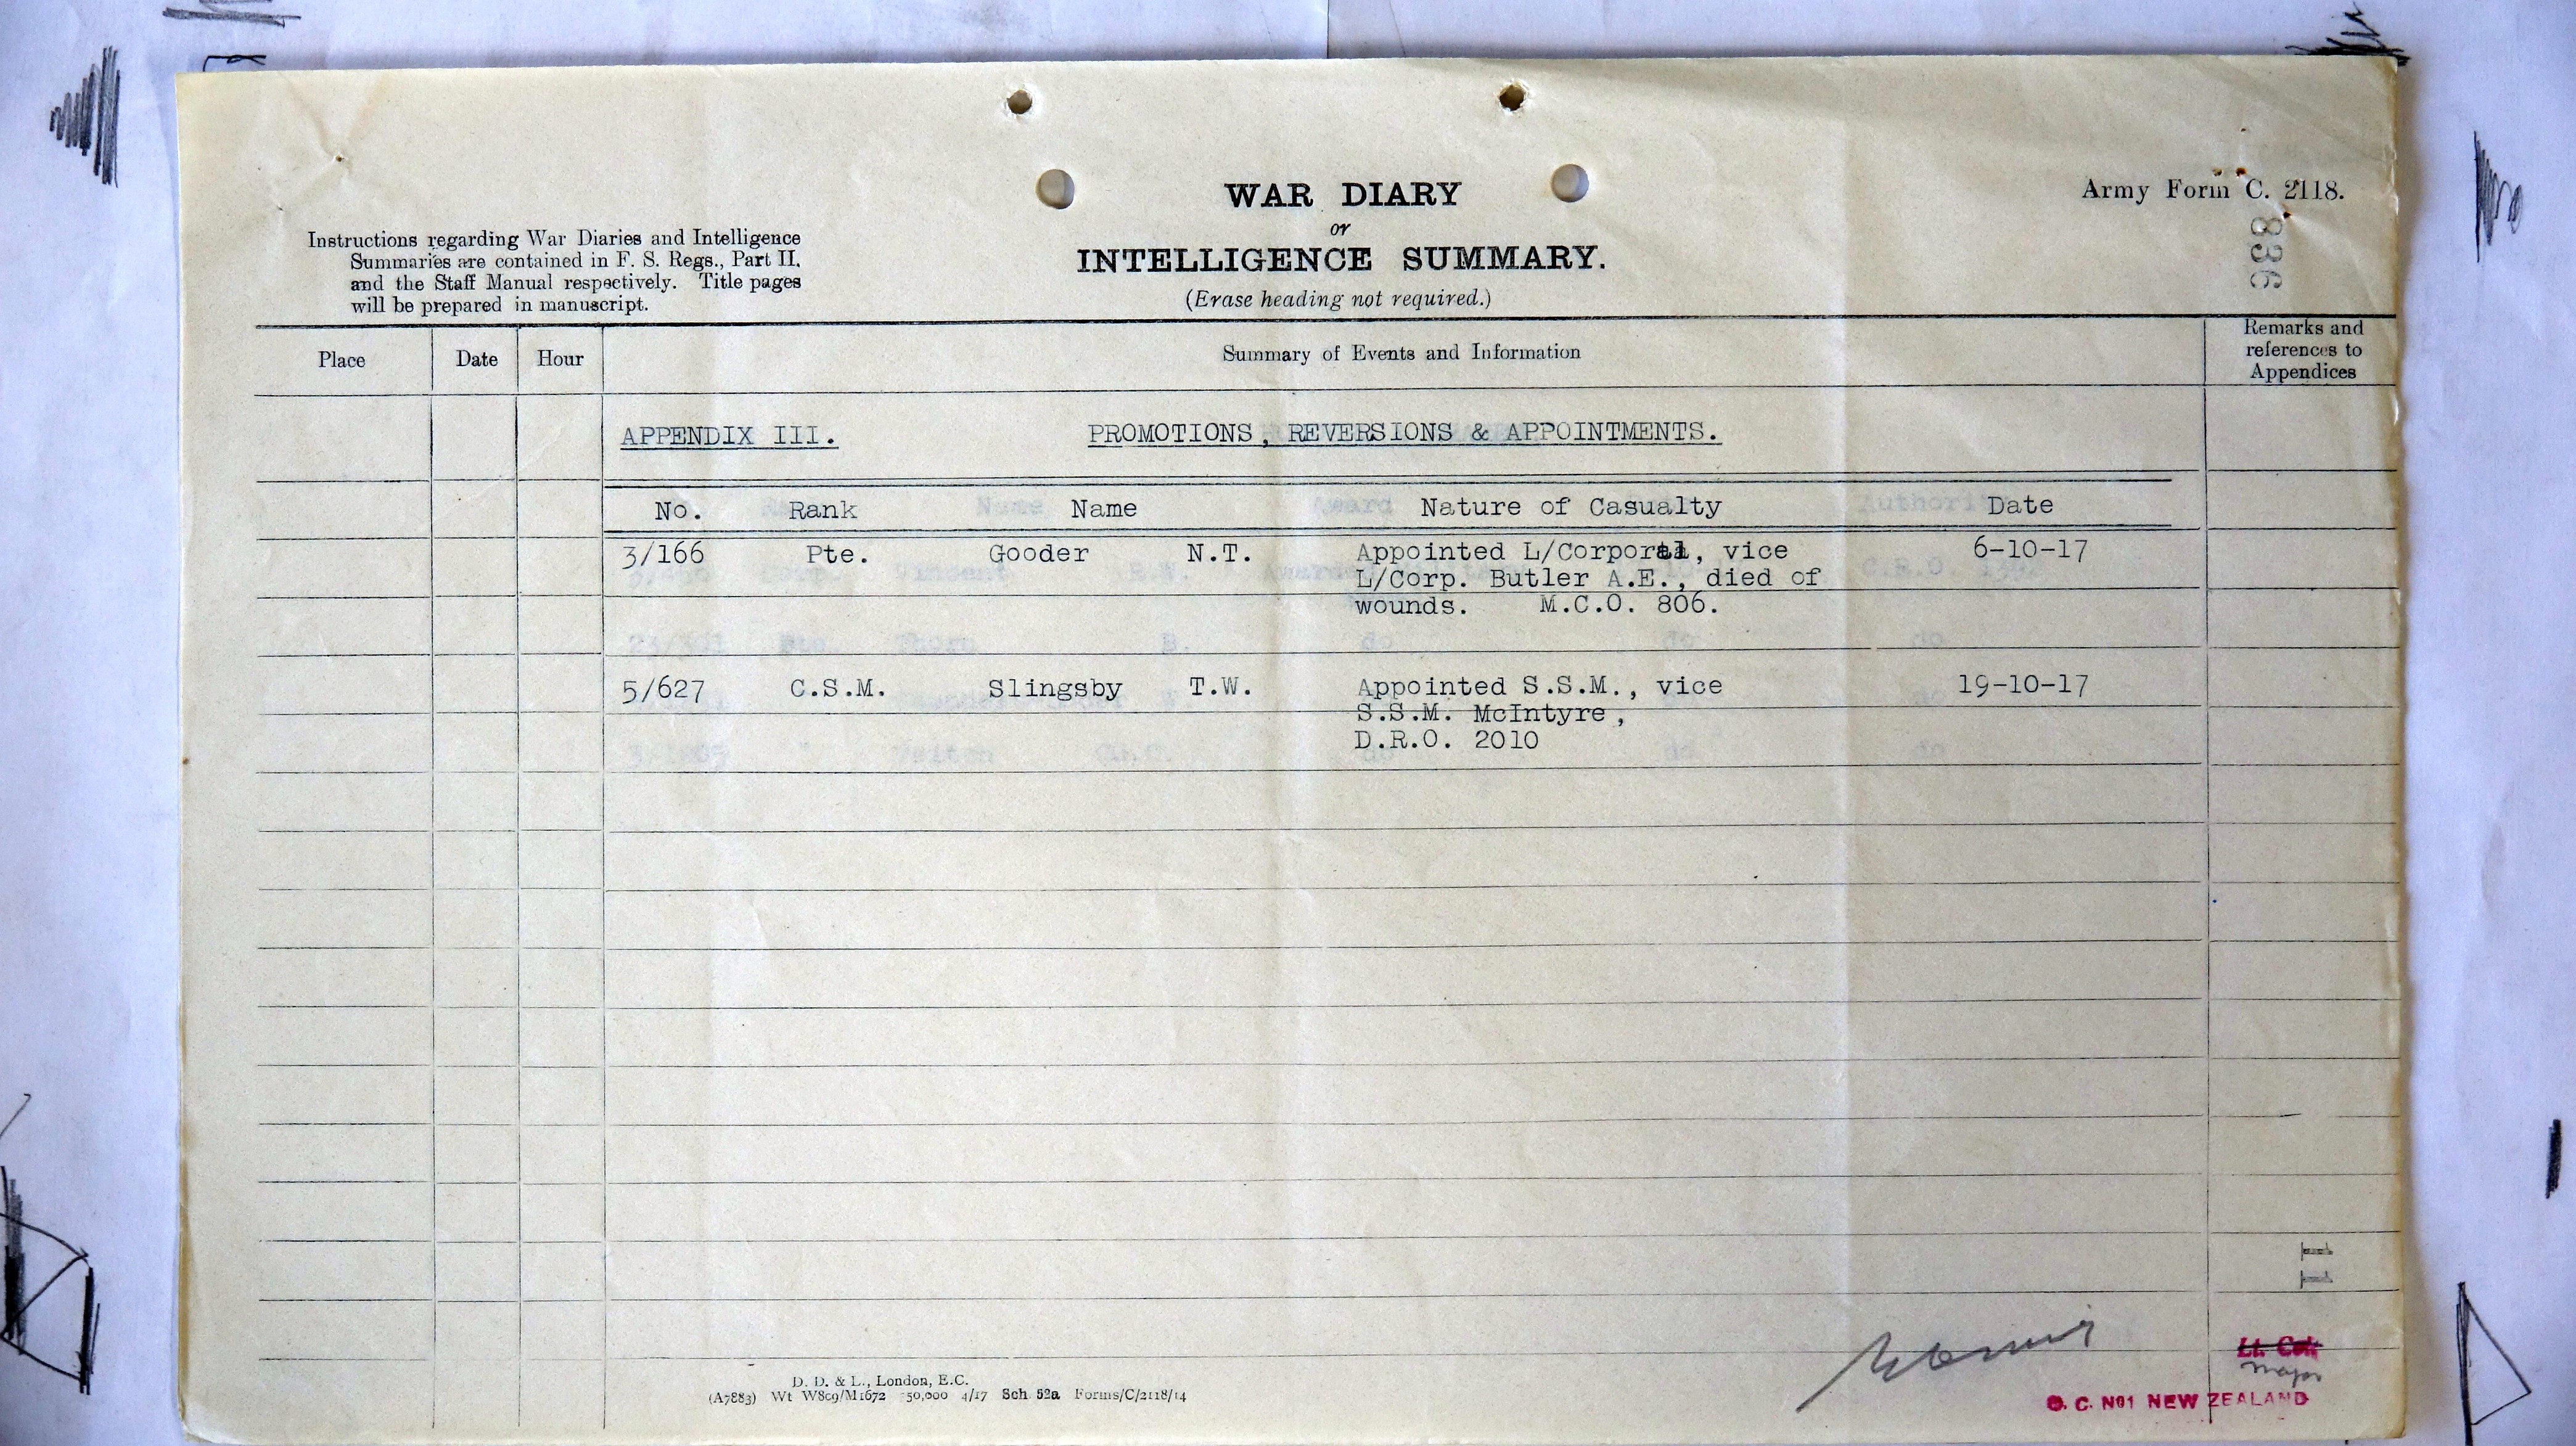 WAR DIARY
or
INTELLIGENCE SUMMARY.
(Erase heading not required.)
Army Form C. 2118.
836
Instructions regarding War Diaries and Intelligence
Summaries are contained in F. S. Regs., Part II,
and the Staff Manual respectively. Title pages
will be prepared in manuscript.
Place Date Hour Summary of Events and Information Remarks and
references to
Appendices
APPENDIX III. PROMOTIONS, REVERSIONS & APPOINTMENTS.
No. Rank Name Nature of Casualty Date
3/166 Pte. Gooder N.T. Appointed L/Corporal, vice 6-10-17
L/Corp. Butler A.E., died of
wounds. M.C.O. 806.
5/627 C.S.M. Slingsby T.W. Appointed S.S.M., vice 19-10-17
S.S.M. McIntyre,
D.R.O. 2010
11
Lt. Col.
Major
O. C. No1 NEW ZEALAND
D. D. & L., London, E.C.
(A7883) Wt W809/M1672 350,000 4/17 Sch. 52a Forms/C/2118/14